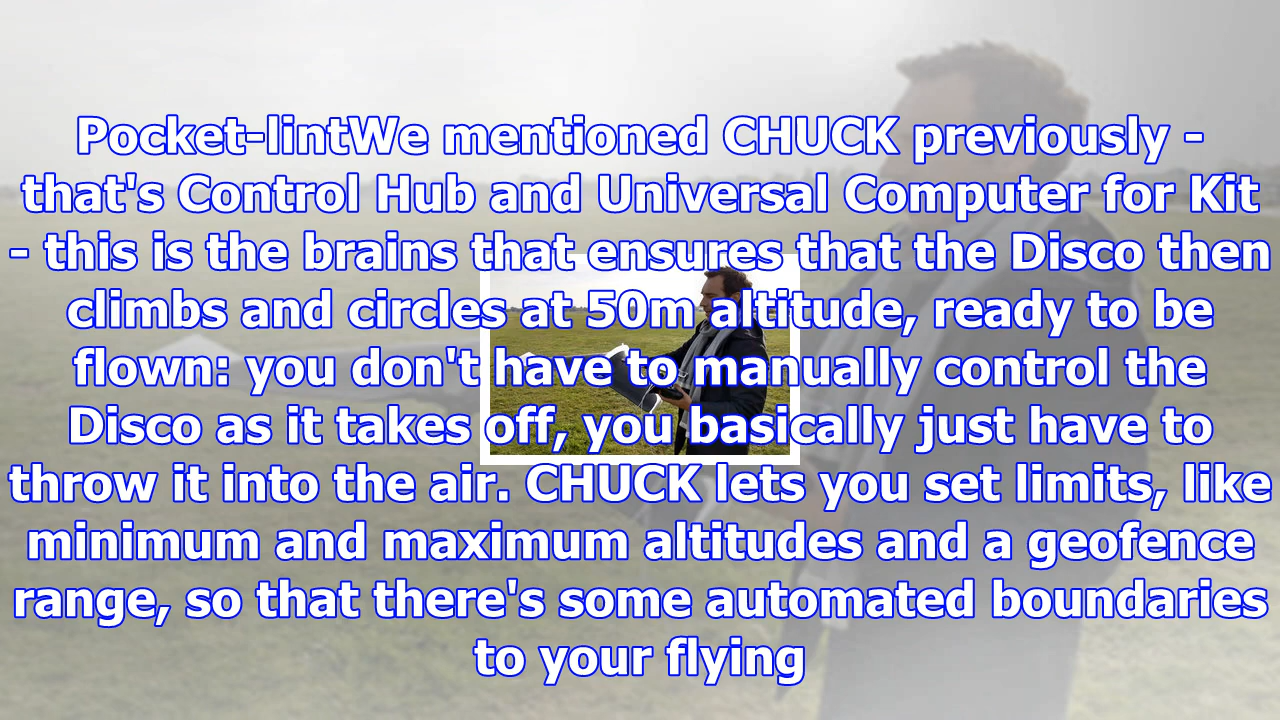 Pocket-lintWe mentioned CHUCK previously -
that's Control Hub and Universal Computer for Kit
- this is the brains that ensures that the Disco then
climbs and circles at 50m altitude, ready to be
flown: you don't have to manually control the
Disco as it takes off, you basically just have to
throw it into the air. CHUCK lets you set limits, like
minimum and maximum altitudes and a geofence
range, so that there's some automated boundaries
to your flying